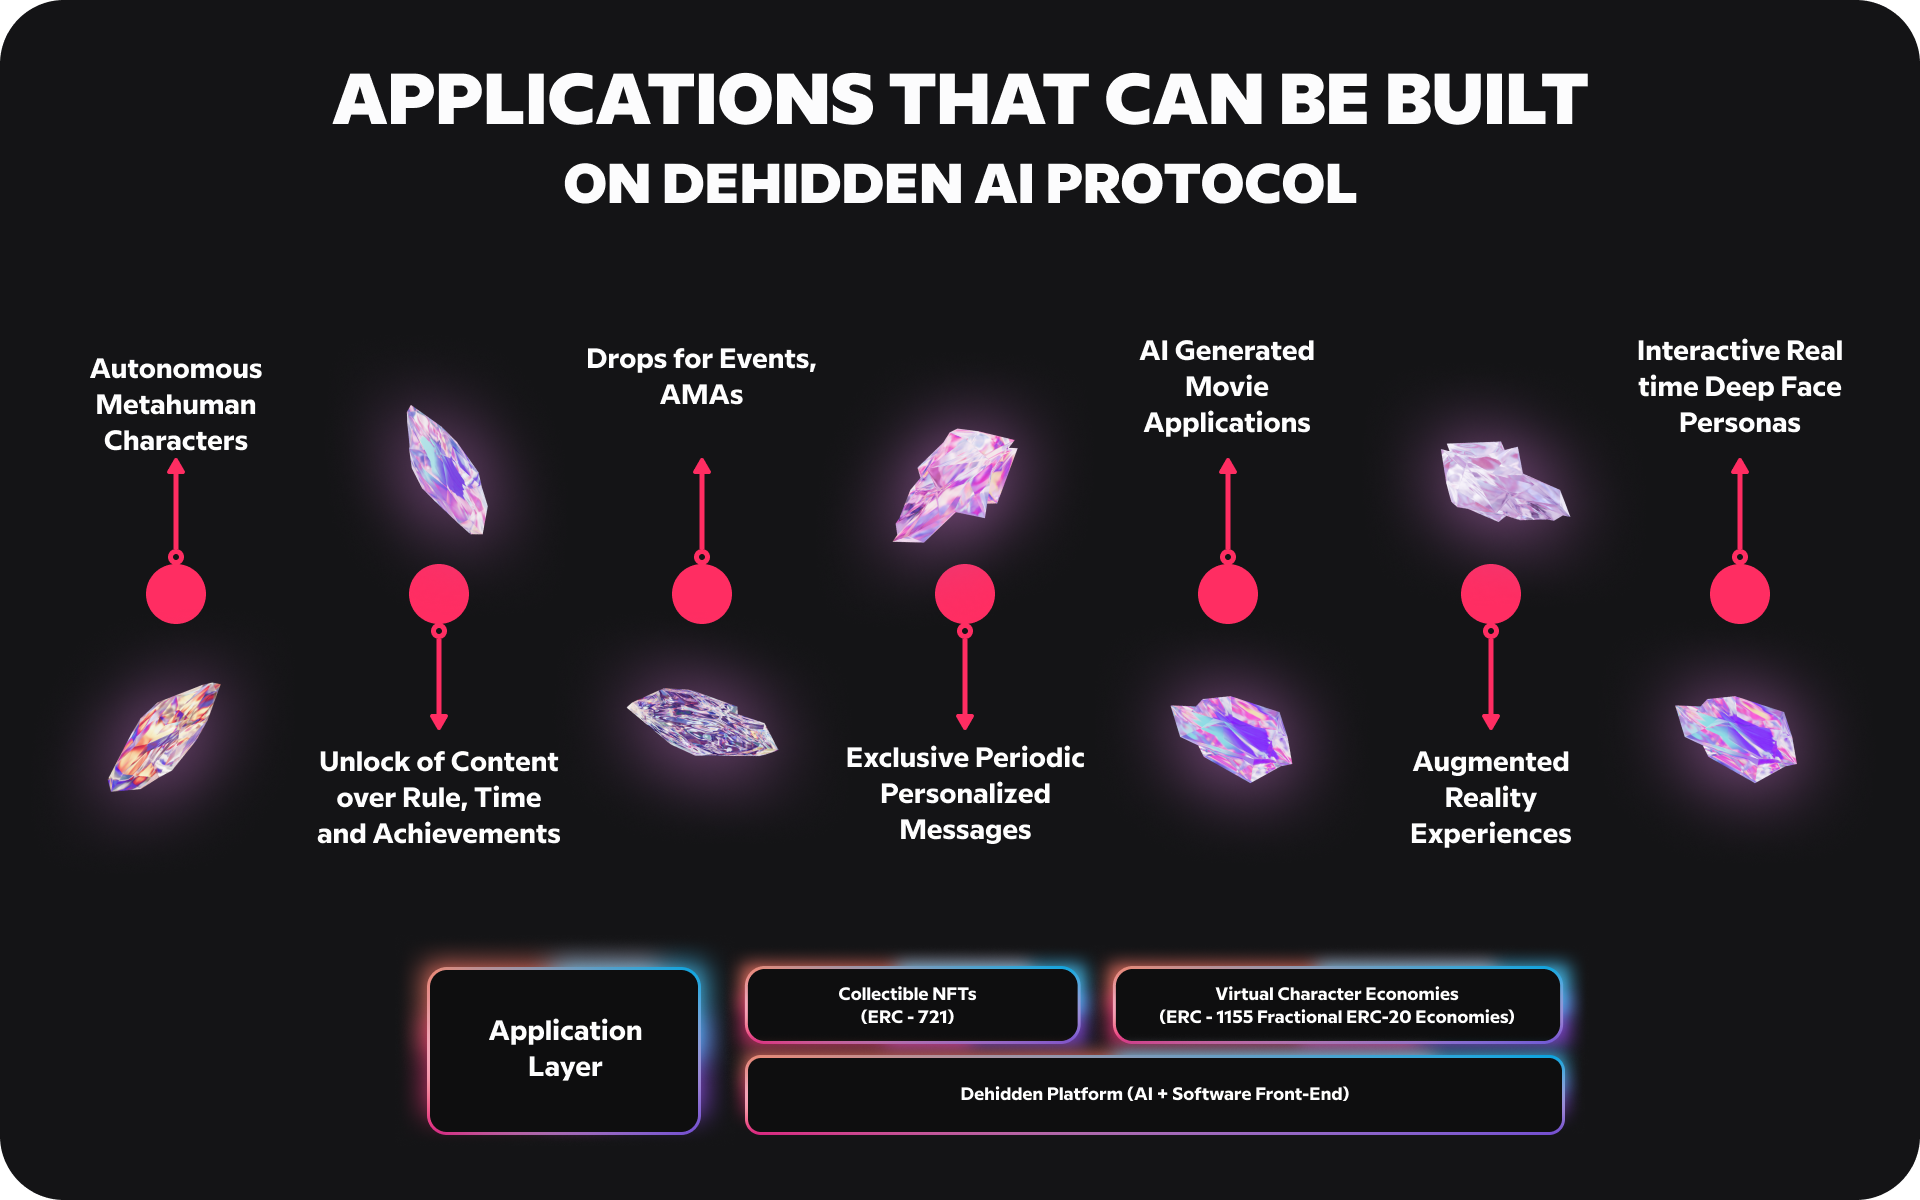 APPLICATIONS THAT CAN BE BUILT
ON DEHIDDEN AI PROTOCOL
Autonomous
Metahuman
Characters
Unlock of Content
over Rule, Time
and Achievements
Drops for Events,
AMAs
Exclusive Periodic
Personalized
Messages
AI Generated
Movie
Applications
Augmented
Reality
Experiences
Interactive Real
time Deep Face
Personas
Application
Layer
Collectible NFTs
(ERC - 721)
Virtual Character Economies
(ERC - 1155 Fractional ERC-20 Economies)
Dehidden Platform (AI + Software Front-End)